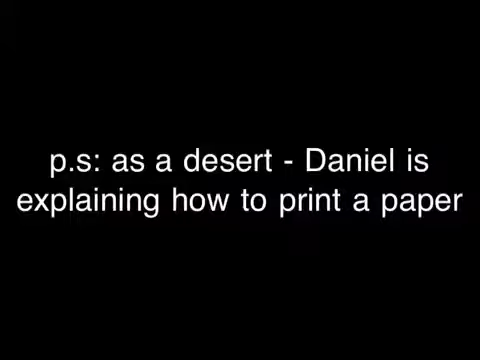 p.s: as a desert - Daniel is
explaining how to print a paper